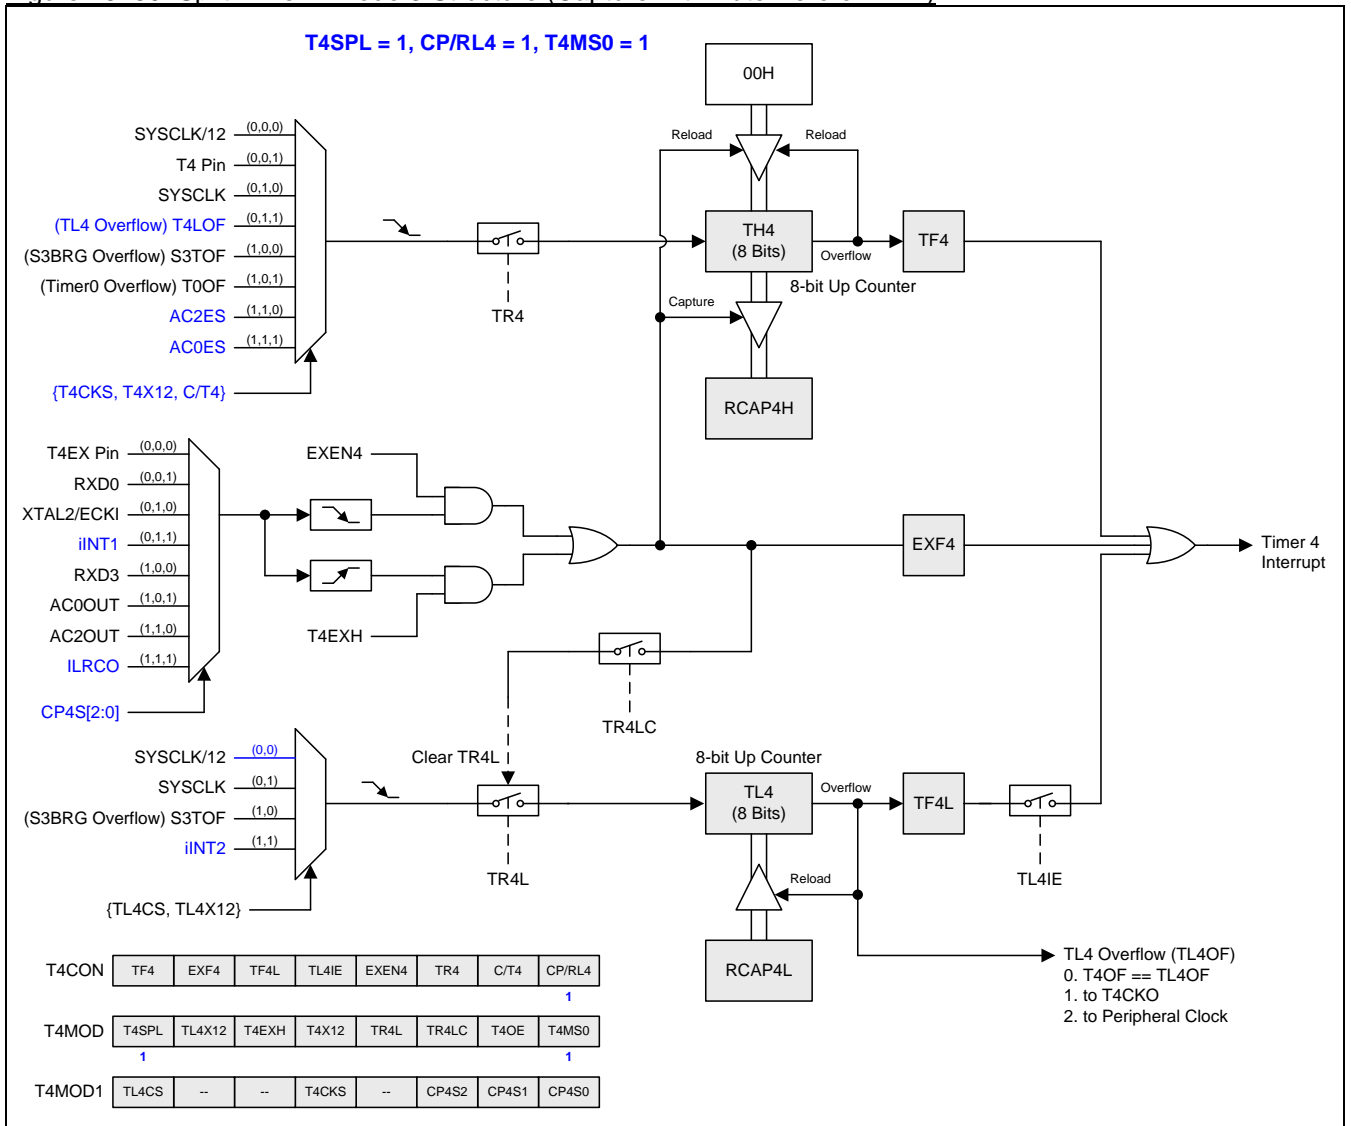 T4SPL = 1, CP/RL4 = 1, T4MS0 = 1
00H
Reload
Reload
SYSCLK/12 (0,0,0)
T4 Pin (0,0,1)
SYSCLK (0,1,0)
(TL4 Overflow) T4LOF (0,1,1)
(S3BRG Overflow) S3TOF (1,0,0)
(Timer0 Overflow) T0OF (1,0,1)
AC2ES (1,1,0)
AC0ES (1,1,1)
{T4CKS, T4X12, C/T4}
TR4
TH4
(8 Bits)
Overflow
TF4
8-bit Up Counter
Capture
RCAP4H
T4EX Pin (0,0,0)
RXD0 (0,0,1)
XTAL2/ECKI (0,1,0)
iINT1 (0,1,1)
RXD3 (1,0,0)
AC0OUT (1,0,1)
AC2OUT (1,1,0)
ILRCO (1,1,1)
CP4S[2:0]
EXEN4
T4EXH
EXF4
Timer 4
Interrupt
TR4LC
Clear TR4L
SYSCLK/12 (0,0)
SYSCLK (0,1)
(S3BRG Overflow) S3TOF (1,0)
iINT2 (1,1)
{TL4CS, TL4X12}
TR4L
8-bit Up Counter
TL4
(8 Bits)
Overflow
TF4L
TL4IE
Reload
RCAP4L
TL4 Overflow (TL4OF)
0. T4OF == TL4OF
1. to T4CKO
2. to Peripheral Clock
T4CON TF4 EXF4 TF4L TL4IE EXEN4 TR4 C/T4 CP/RL4
1
T4MOD T4SPL TL4X12 T4EXH T4X12 TR4L TR4LC T4OE T4MS0
1 1
T4MOD1 TL4CS -- -- T4CKS -- CP4S2 CP4S1 CP4S0